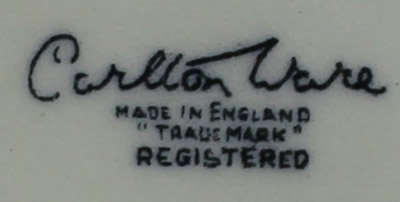 Carlton Ware
MADE IN ENGLAND
"TRADE MARK"
REGISTERED